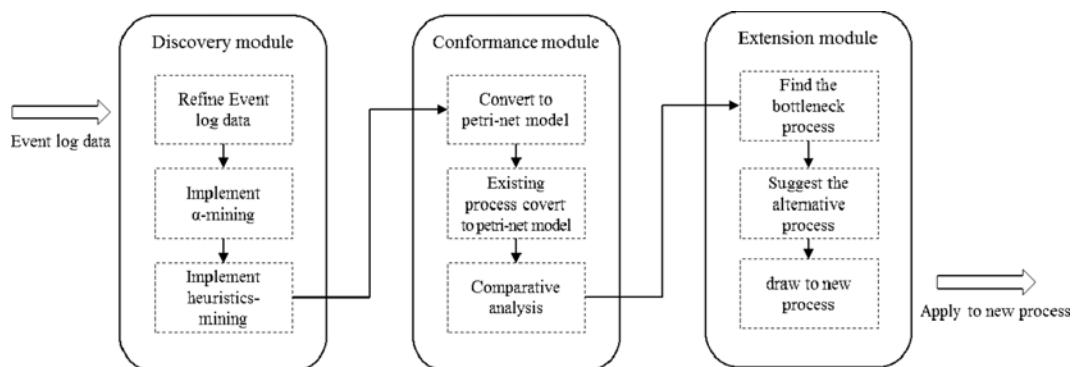 Event log data
Discovery module
Refine Event
log data
Implement
α-mining
Implement
heuristics-
mining
Conformance module
Convert to
petri-net model
Existing
process covert
to petri-net model
Comparative
analysis
Extension module
Find the
bottleneck
process
Suggest the
alternative
process
draw to new
process
Apply to new process